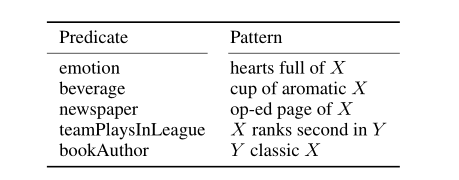 Predicate Pattern
emotion hearts full of X
beverage cup of aromatic X
newspaper op-ed page of X
teamPlaysInLeague X ranks second in Y
bookAuthor Y classic X